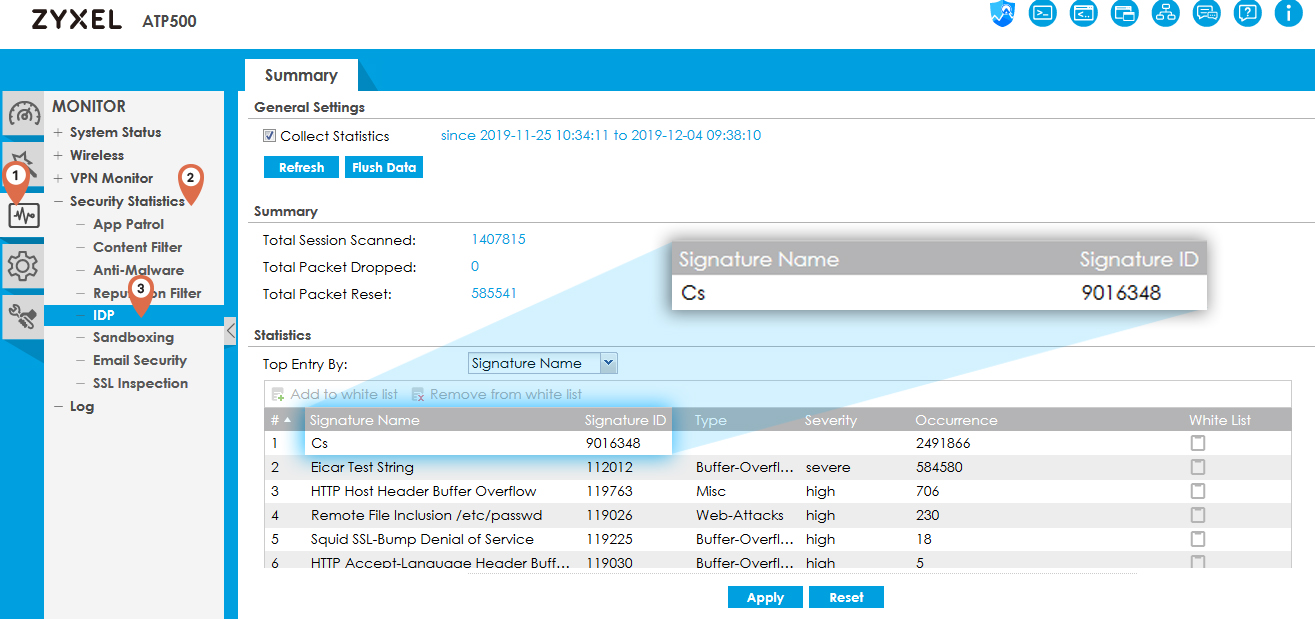 ZYXEL ATP500
Summary
MONITOR
+ System Status
+ Wireless
+ VPN Monitor
− Security Statistics
− App Patrol
− Content Filter
− Anti-Malware
− Reputation Filter
− IDP
− Sandboxing
− Email Security
− SSL Inspection
− Log
1
2
3
General Settings
Collect Statistics since 2019-11-25 10:34:11 to 2019-12-04 09:38:10
Refresh Flush Data
Summary
Total Session Scanned: 1407815
Total Packet Dropped: 0
Total Packet Reset: 585541
Signature Name Signature ID
Cs 9016348
Statistics
Top Entry By: Signature Name
Add to white list Remove from white list
# Signature Name Signature ID Type Severity Occurrence White List
1 Cs 9016348 2491866
2 Eicar Test String 112012 Buffer-Overfl... severe 584580
3 HTTP Host Header Buffer Overflow 119763 Misc high 706
4 Remote File Inclusion /etc/passwd 119026 Web-Attacks high 230
5 Squid SSL-Bump Denial of Service 119225 Buffer-Overfl... high 18
6 HTTP Accept-Language Header Buff... 119030 Buffer-Overfl... high 5
Apply Reset